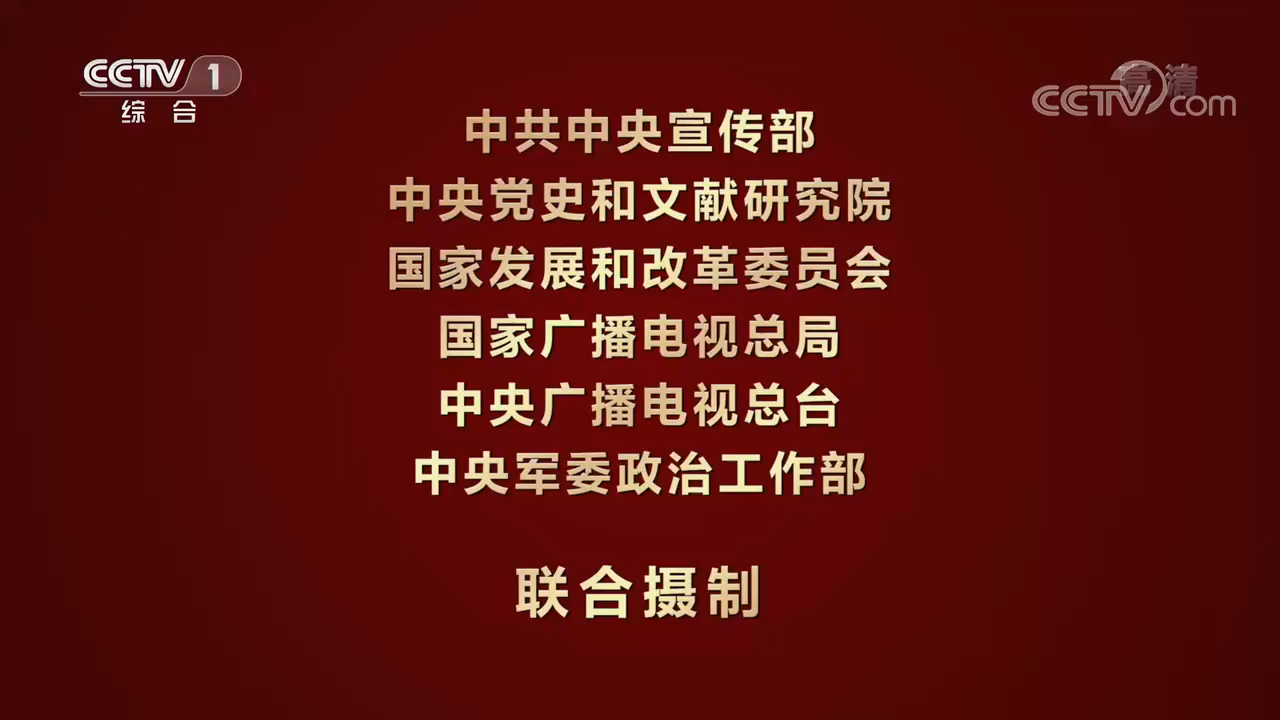 CCTV 1
综合
高清
CCTV.com
中共中央宣传部
中央党史和文献研究院
国家发展和改革委员会
国家广播电视总局
中央广播电视总台
中央军委政治工作部
联合摄制